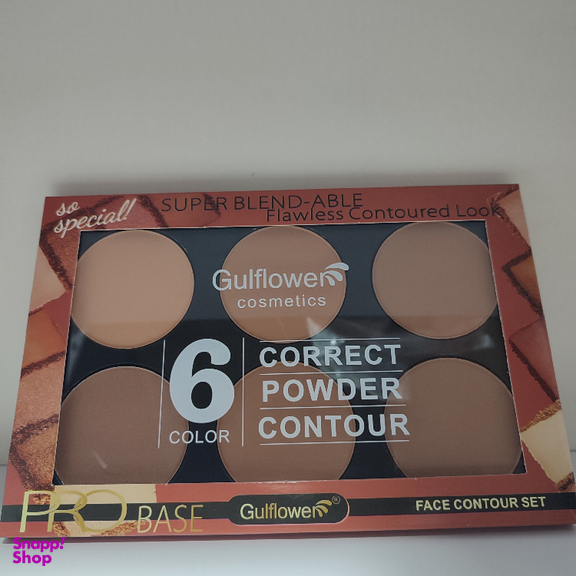 so
special!
SUPER BLEND-ABLE
Flawless Contoured Look
Gulflower
cosmetics
6
COLOR
CORRECT
POWDER
CONTOUR
PRO BASE
Gulflower®
FACE CONTOUR SET
Snapp!
Shop